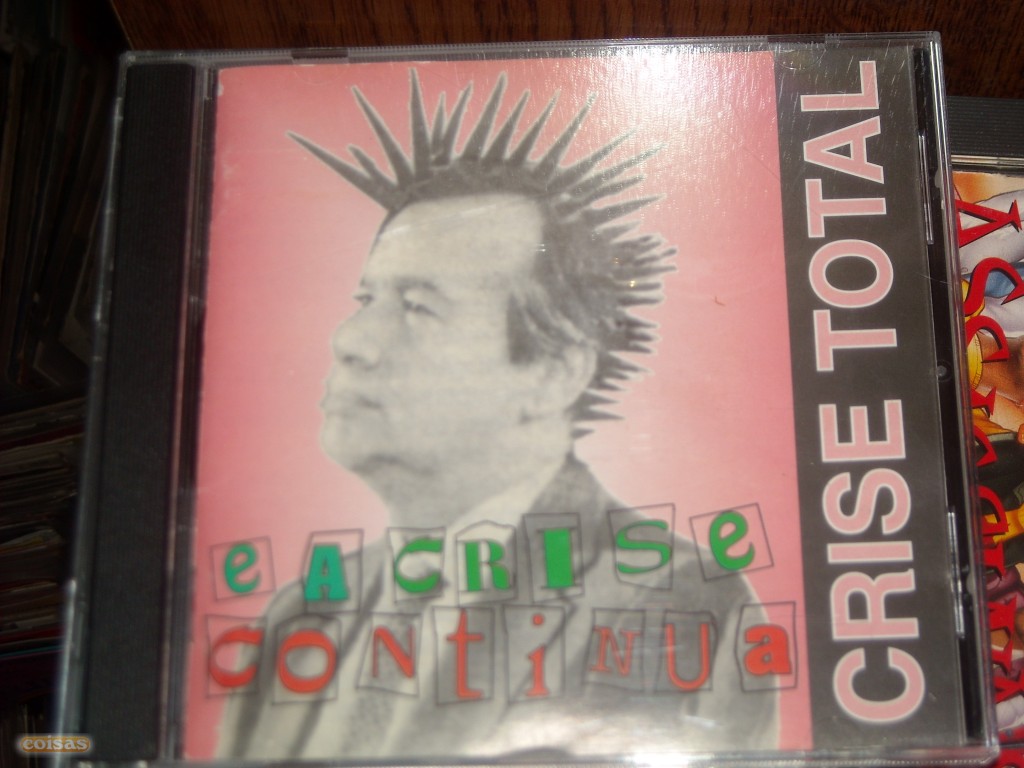 CRISE TOTAL
e A CRISe
CONtiNUa
coisas